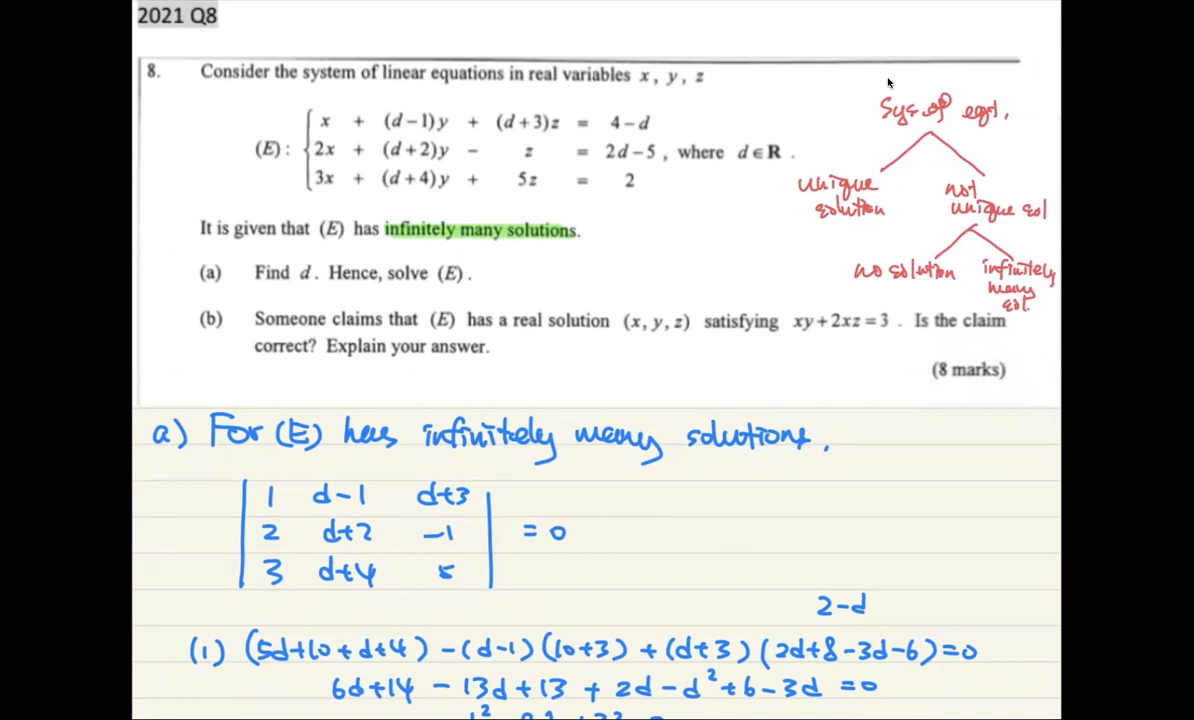 2021 Q8
8. Consider the system of linear equations in real variables x, y, z
(E): { x + (d−1)y + (d+3)z = 4−d
2x + (d+2)y − z = 2d−5, where d∈R.
3x + (d+4)y + 5z = 2
It is given that (E) has infinitely many solutions.
(a) Find d. Hence, solve (E).
(b) Someone claims that (E) has a real solution (x, y, z) satisfying xy+2xz=3. Is the claim
correct? Explain your answer.
(8 marks)
Sys of eqt.
unique
solution
not
unique sol
no solution
infinitely
many
sol.
a) For (E) has infinitely many solutions.
| 1 d−1 d+3 |
| 2 d+2 −1 | = 0
| 3 d+4 5 |
2−d
(1) (5d+10+d+4) −(d−1)(10+3) + (d+3)(2d+8−3d−6)=0
6d+14 − 13d+13 + 2d−d²+6−3d =0